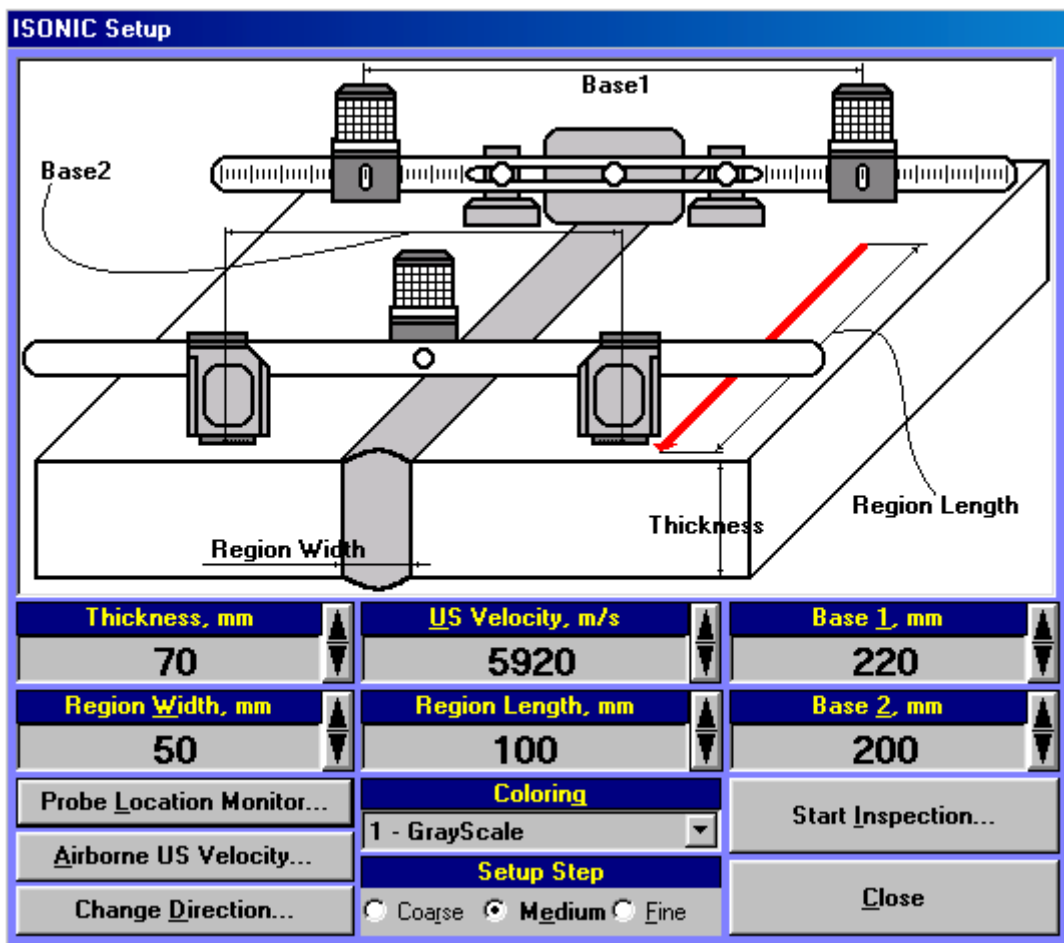 ISONIC Setup
Base1
Base2
Region Length
Thickness
Region Width
Thickness, mm
US Velocity, m/s
Base 1, mm
70
5920
220
Region Width, mm
Region Length, mm
Base 2, mm
50
100
200
Probe Location Monitor...
Coloring
Start Inspection...
1 - GrayScale
Airborne US Velocity...
Setup Step
Close
Change Direction...
Coarse Medium Fine